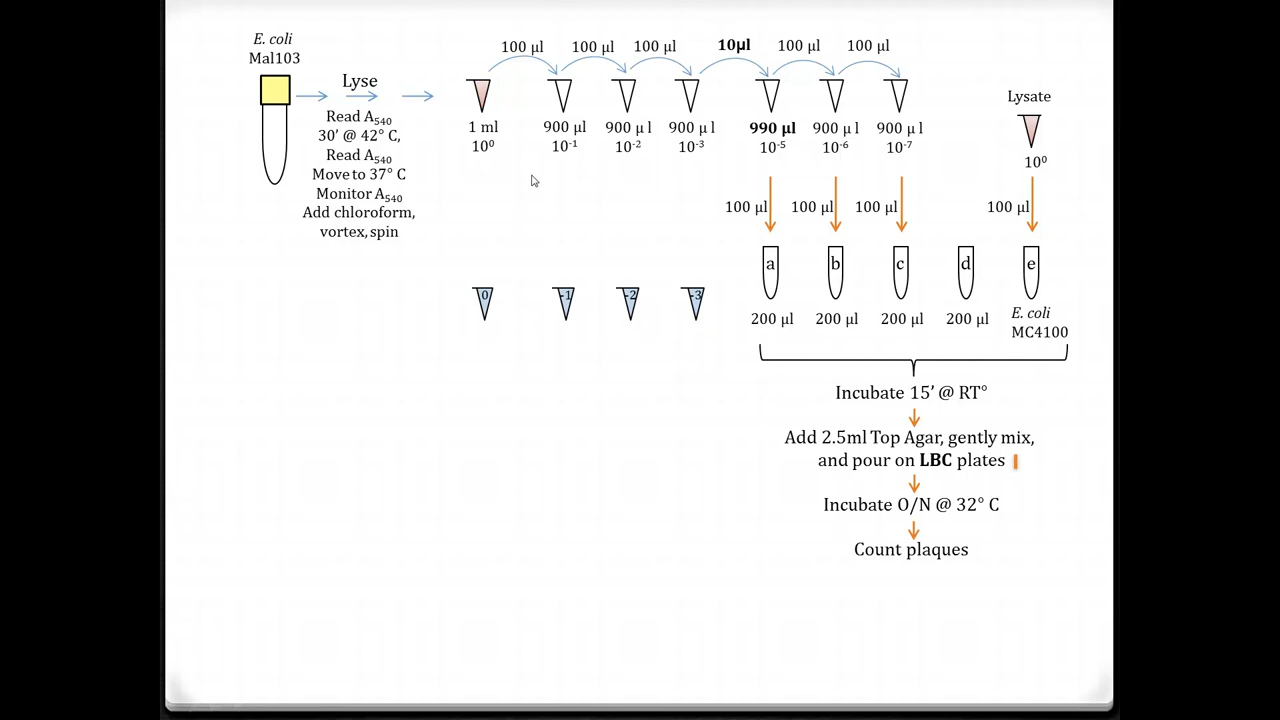 E. coli
Mal103
Lyse
Read A₅₄₀
30’ @ 42° C,
Read A₅₄₀
Move to 37° C
Monitor A₅₄₀
Add chloroform,
vortex, spin
100 µl 100 µl 100 µl 10µl 100 µl 100 µl
1 ml 900 µl 900 µ l 900 µ l 990 µl 900 µ l 900 µ l
10⁰ 10⁻¹ 10⁻² 10⁻³ 10⁻⁵ 10⁻⁶ 10⁻⁷
Lysate
10⁰
100 µl 100 µl 100 µl 100 µl
a b c d e
0 -1 -2 -3
200 µl 200 µl 200 µl 200 µl
E. coli
MC4100
Incubate 15’ @ RT°
Add 2.5ml Top Agar, gently mix,
and pour on LBC plates
Incubate O/N @ 32° C
Count plaques